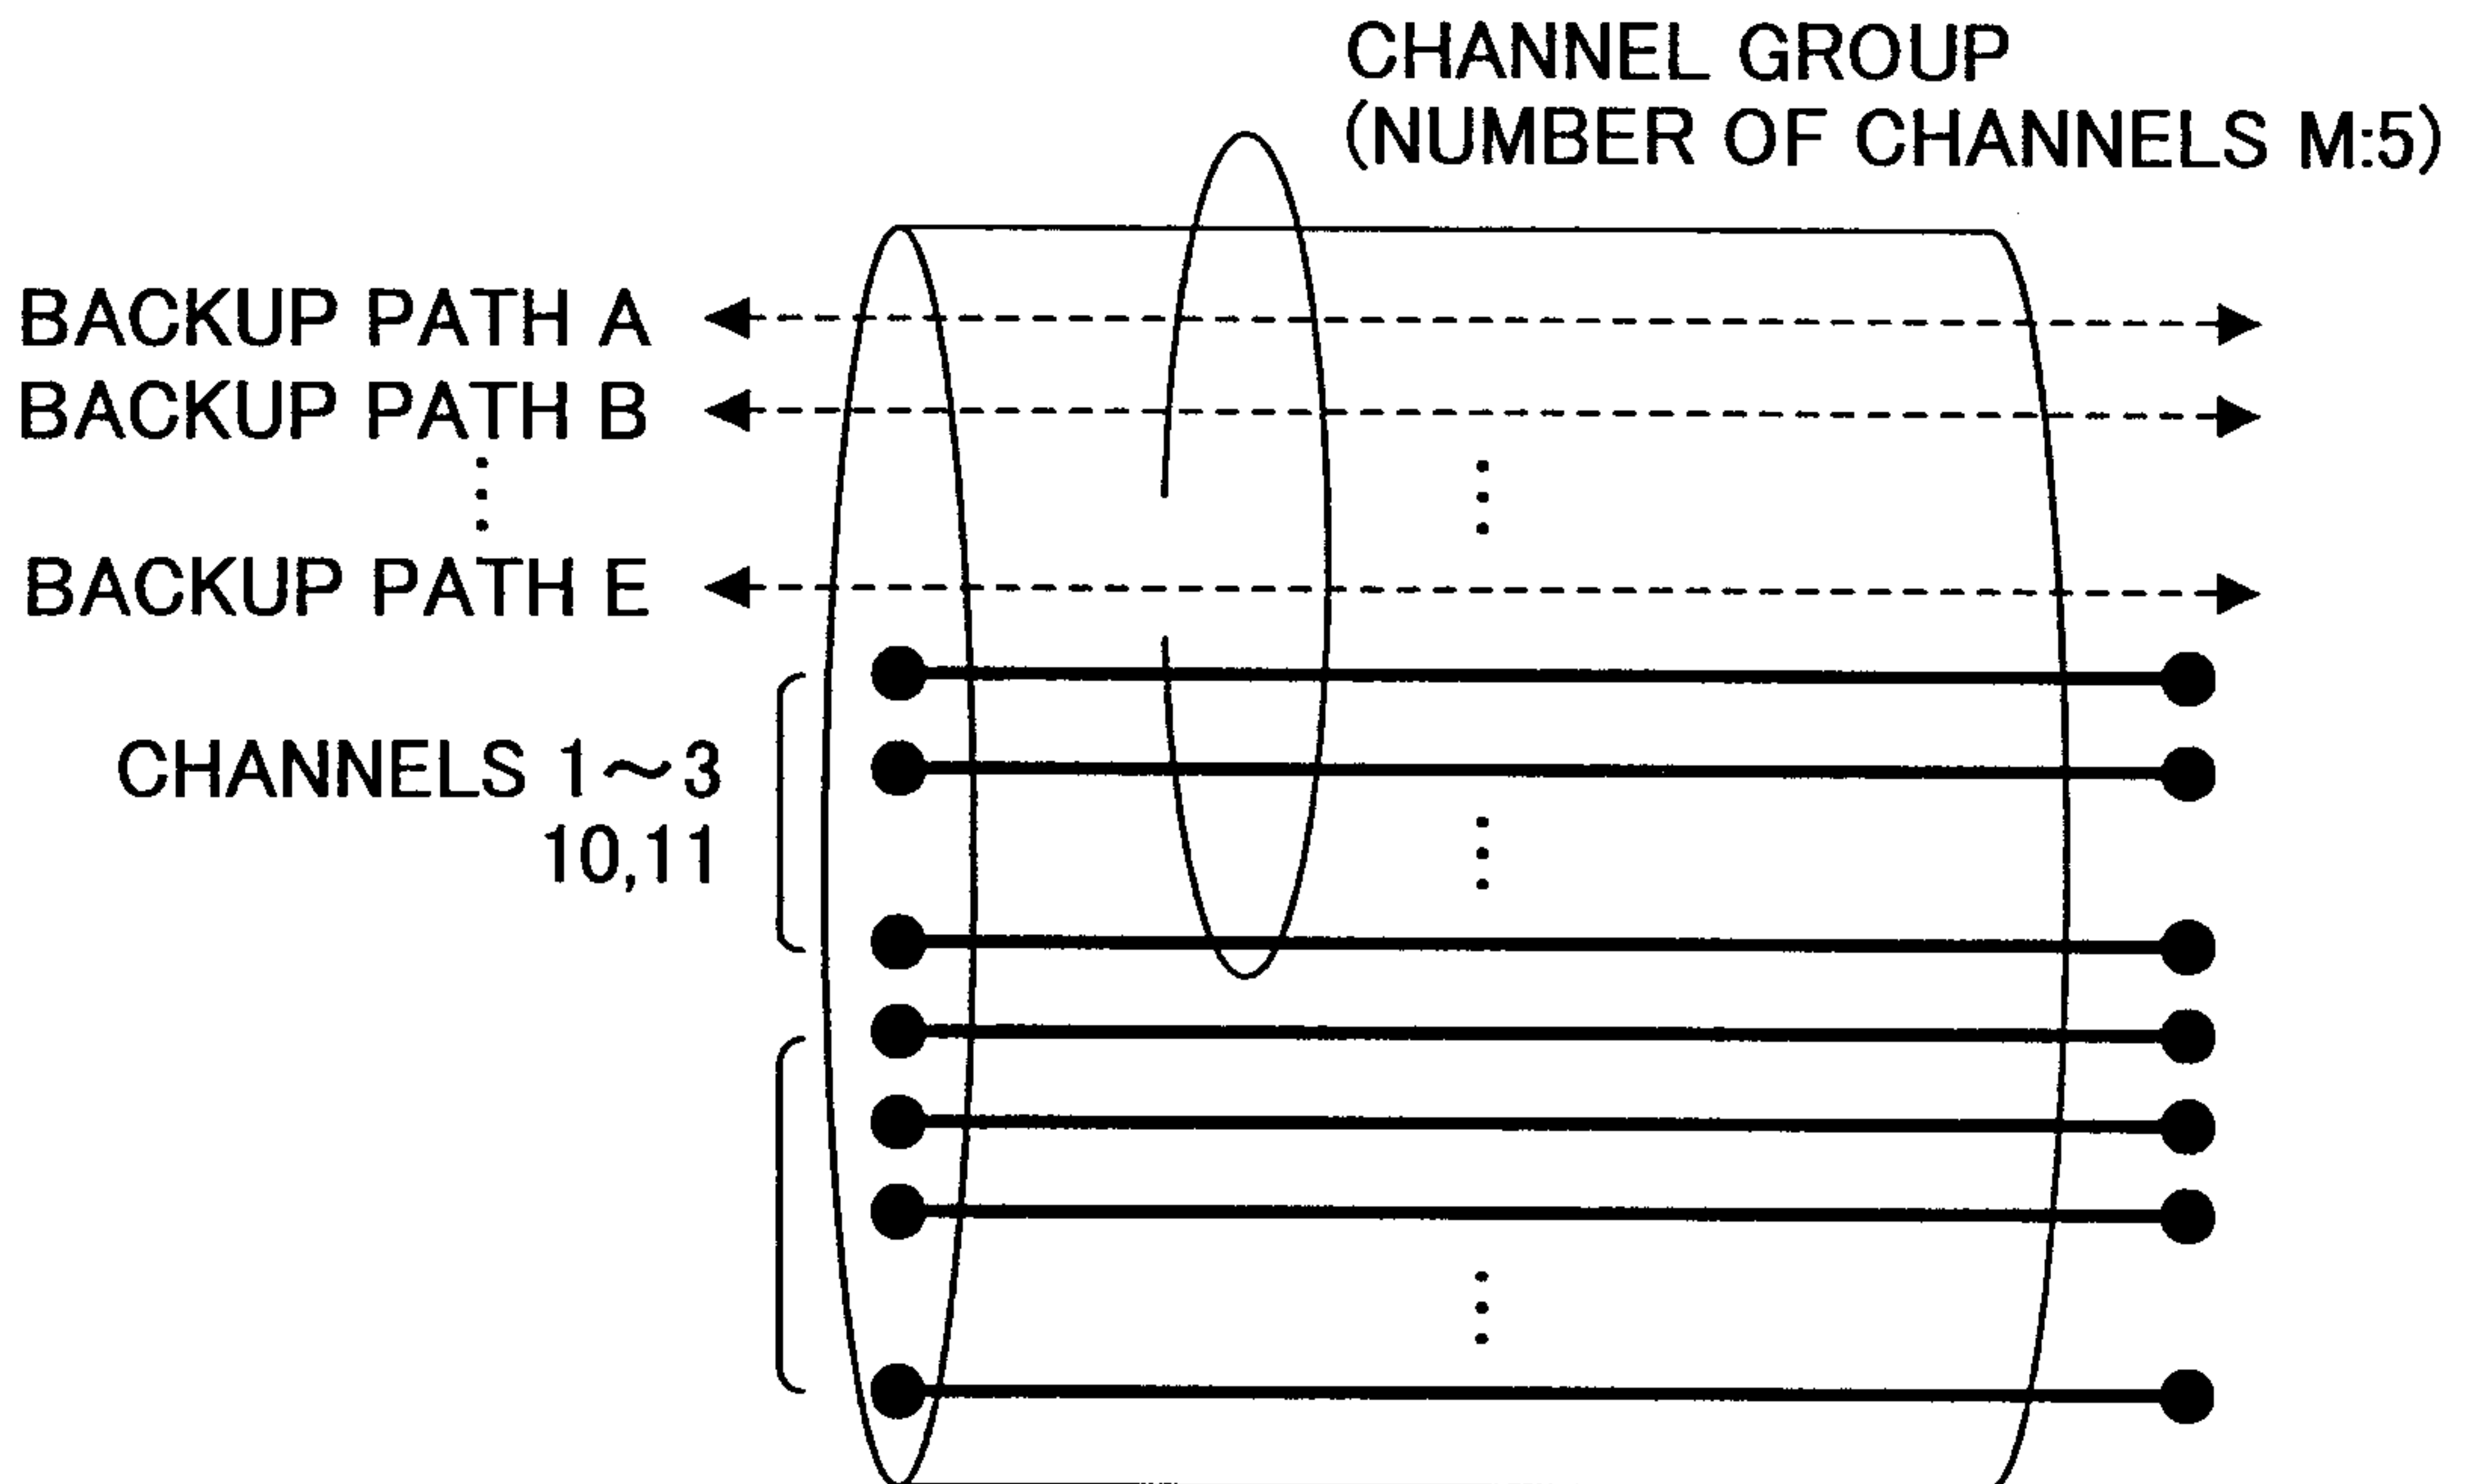 CHANNEL GROUP
(NUMBER OF CHANNELS M:5)
BACKUP PATH A
BACKUP PATH B
BACKUP PATH E
CHANNELS 1～3
10,11